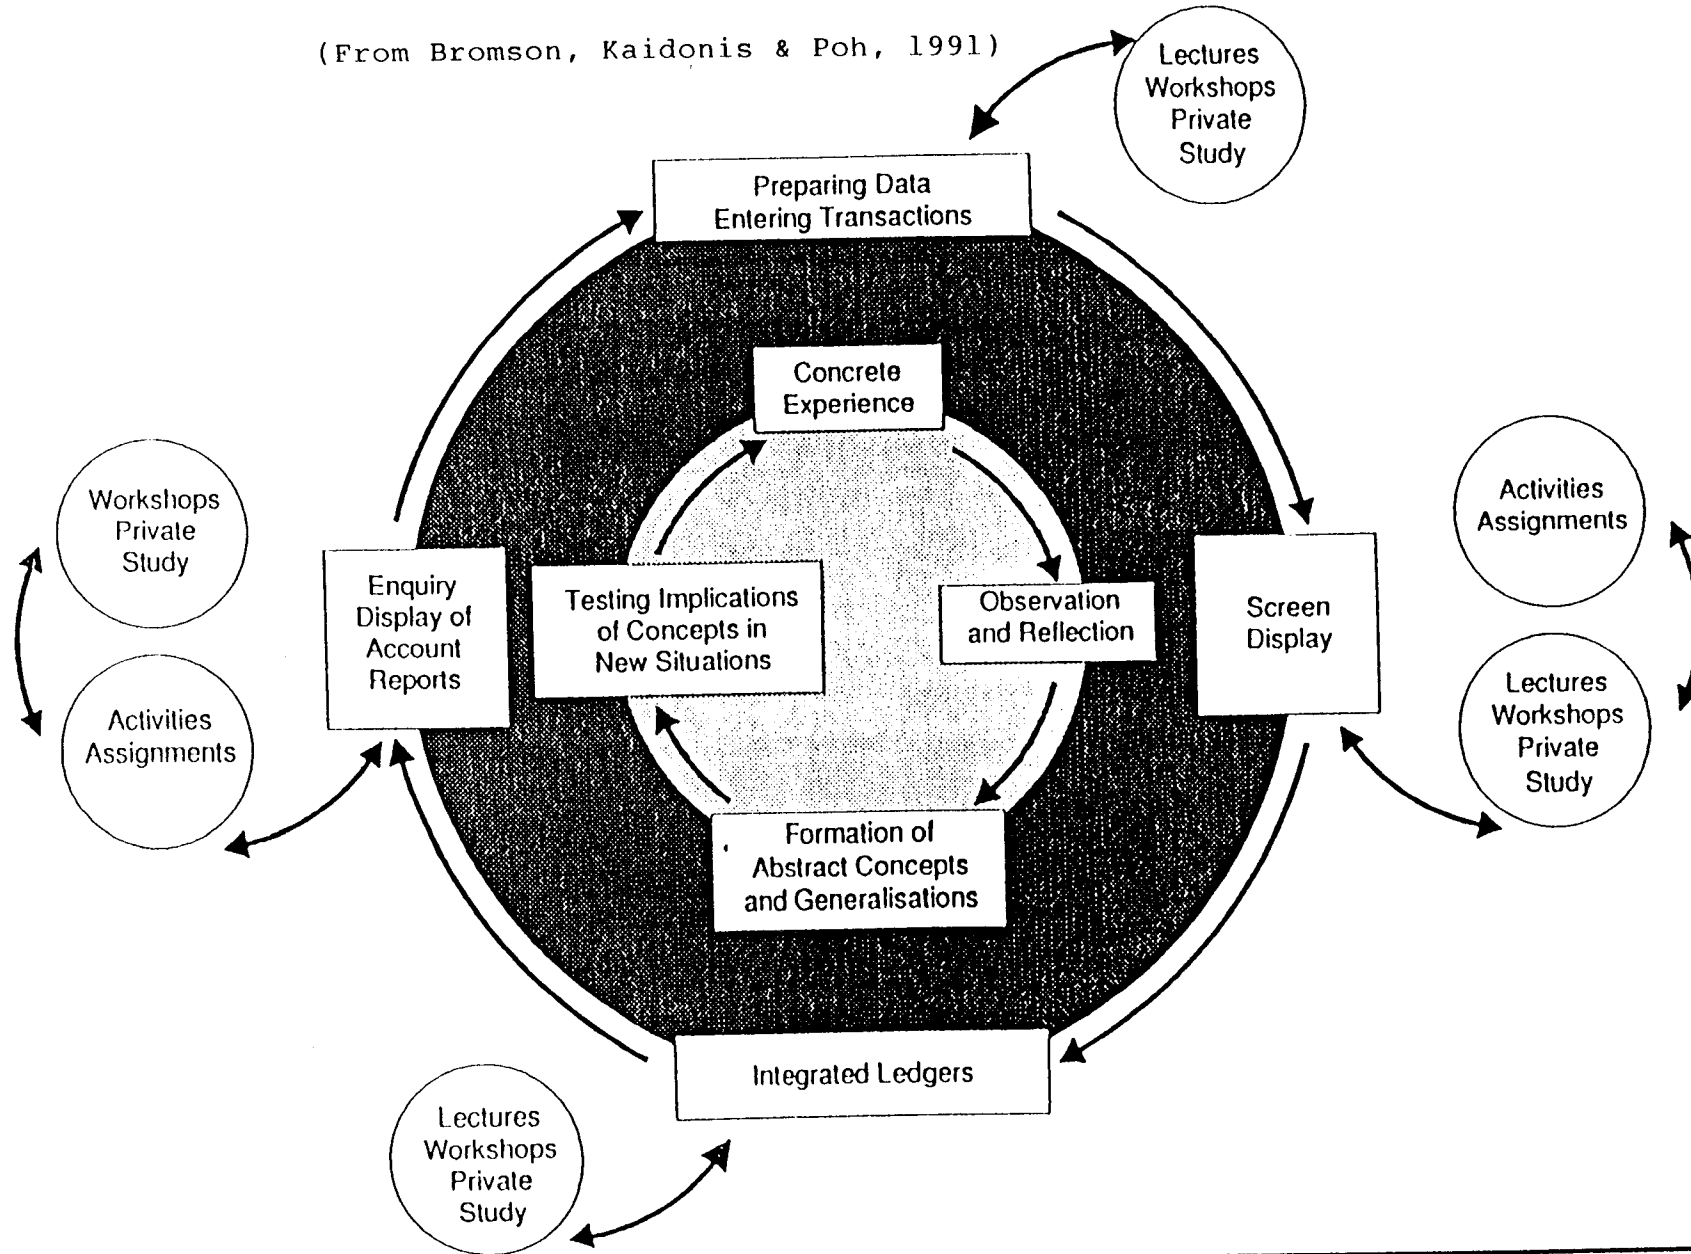 (From Bromson, Kaidonis & Poh, 1991)
Lectures
Workshops
Private
Study
Preparing Data
Entering Transactions
Concrete
Experience
Workshops
Private
Study
Activities
Assignments
Enquiry
Display of
Account
Reports
Testing Implications
of Concepts in
New Situations
Observation
and Reflection
Screen
Display
Activities
Assignments
Lectures
Workshops
Private
Study
Formation of
Abstract Concepts
and Generalisations
Integrated Ledgers
Lectures
Workshops
Private
Study